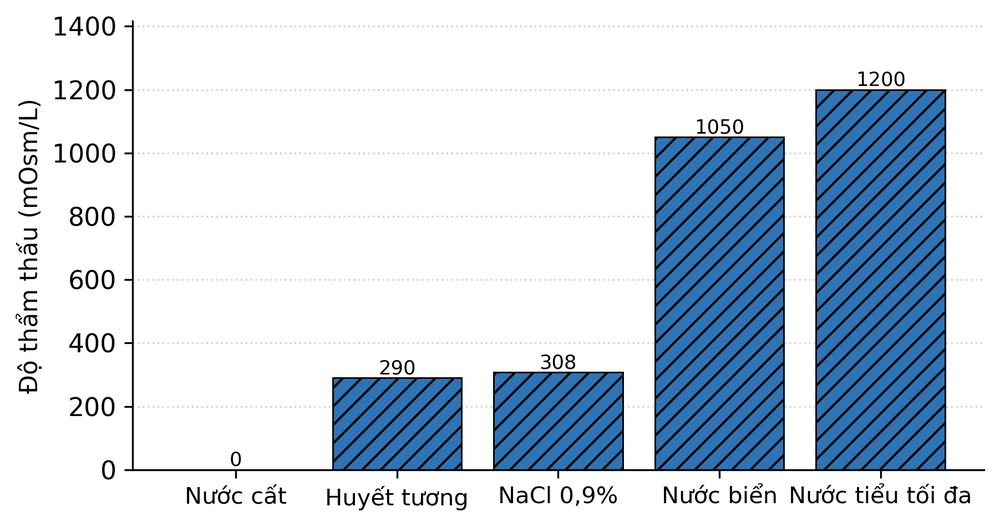 Độ thẩm thấu (mOsm/L)
1400
1200
1000
800
600
400
200
0
0
290
308
1050
1200
Nước cất
Huyết tương
NaCl 0,9%
Nước biển
Nước tiểu tối đa